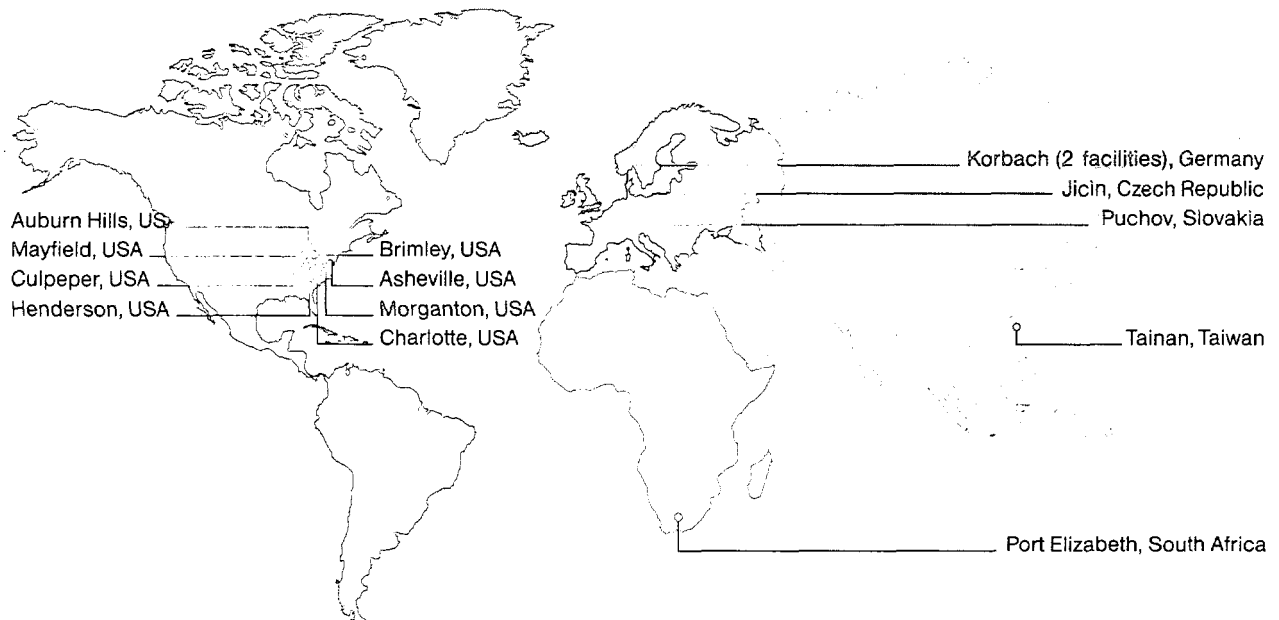 Korbach (2 facilities), Germany
Jicin, Czech Republic
Puchov, Slovakia
Auburn Hills, US
Mayfield, USA
Culpeper, USA
Henderson, USA
Brimley, USA
Asheville, USA
Morganton, USA
Charlotte, USA
Tainan, Taiwan
Port Elizabeth, South Africa